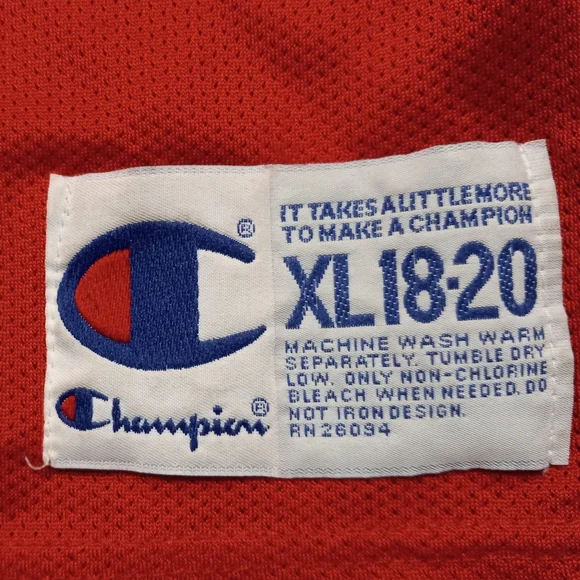 IT TAKES A LITTLE MORE
TO MAKE A CHAMPION
XL 18-20
MACHINE WASH WARM
SEPARATELY. TUMBLE DRY
LOW. ONLY NON-CHLORINE
BLEACH WHEN NEEDED. DO
NOT IRON DESIGN.
RN 26094
®
Champion®